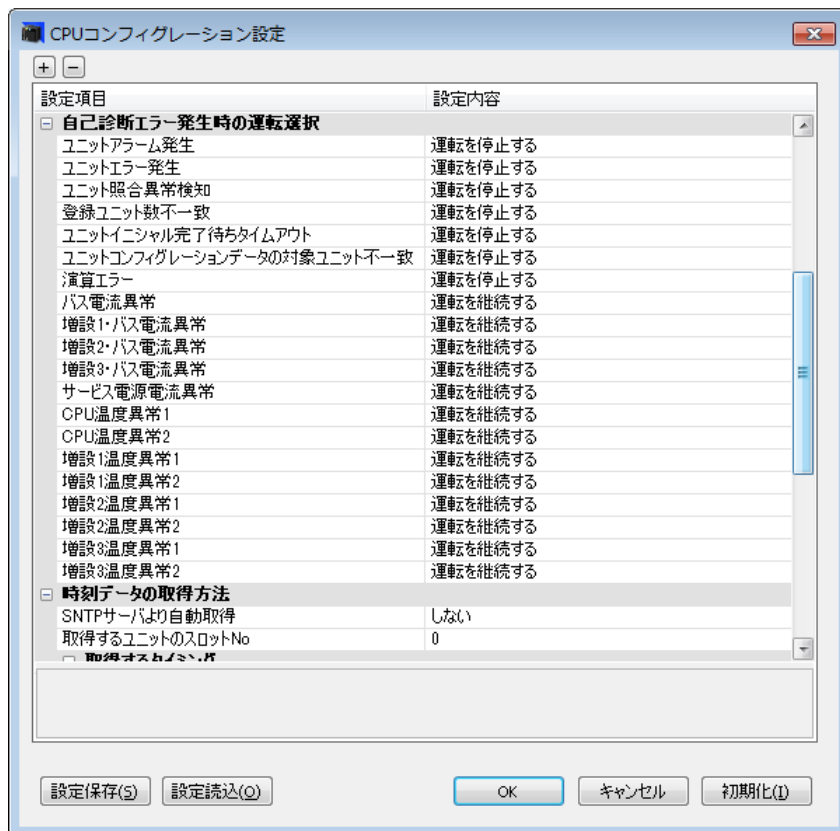 CPUコンフィグレーション設定
+ −
設定項目 設定内容
自己診断エラー発生時の運転選択
ユニットアラーム発生 運転を停止する
ユニットエラー発生 運転を停止する
ユニット照合異常検知 運転を停止する
登録ユニット数不一致 運転を停止する
ユニットイニシャル完了待ちタイムアウト 運転を停止する
ユニットコンフィグレーションデータの対象ユニット不一致 運転を停止する
演算エラー 運転を停止する
バス電流異常 運転を継続する
増設1・バス電流異常 運転を継続する
増設2・バス電流異常 運転を継続する
増設3・バス電流異常 運転を継続する
サービス電源電流異常 運転を継続する
CPU温度異常1 運転を継続する
CPU温度異常2 運転を継続する
増設1温度異常1 運転を継続する
増設1温度異常2 運転を継続する
増設2温度異常1 運転を継続する
増設2温度異常2 運転を継続する
増設3温度異常1 運転を継続する
増設3温度異常2 運転を継続する
時刻データの取得方法
SNTPサーバより自動取得 しない
取得するユニットのスロットNo 0
取得するタイミング
設定保存(S) 設定読込(O) OK キャンセル 初期化(I)